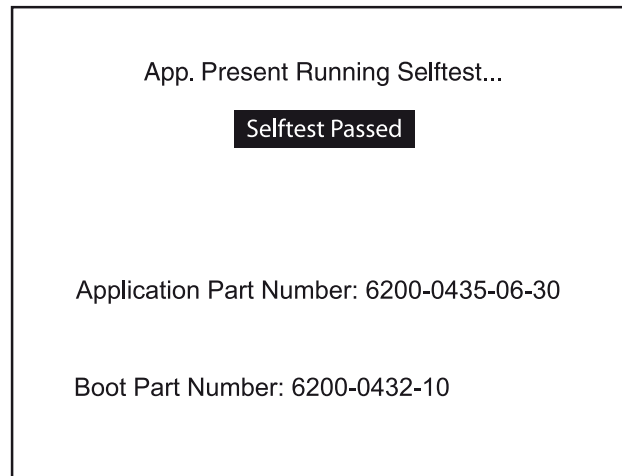 App. Present Running Selftest...
Selftest Passed
Application Part Number: 6200-0435-06-30
Boot Part Number: 6200-0432-10